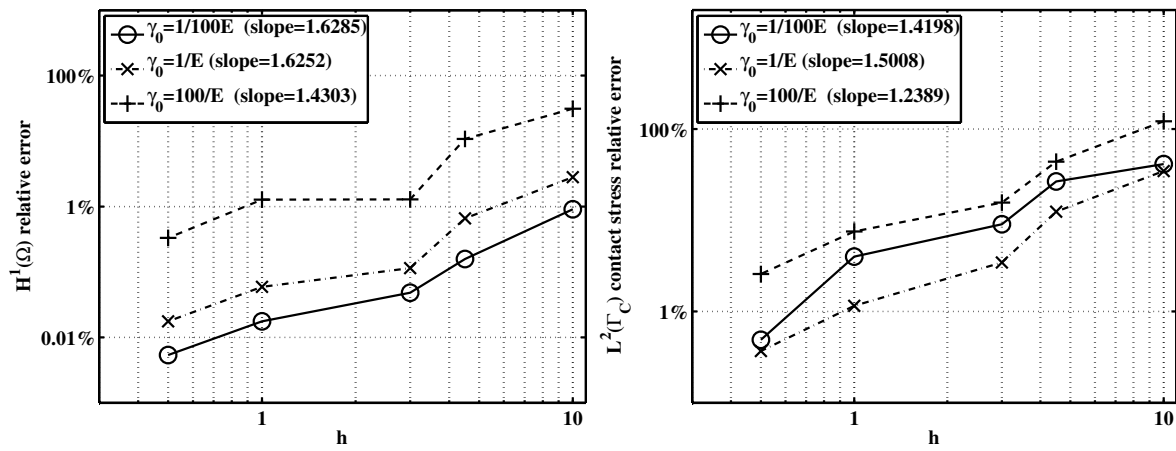 γ₀=1/100E (slope=1.6285)
γ₀=1/E (slope=1.6252)
γ₀=100/E (slope=1.4303)
100%
1%
0.01%
H¹(Ω) relative error
1
10
h
γ₀=1/100E (slope=1.4198)
γ₀=1/E (slope=1.5008)
γ₀=100/E (slope=1.2389)
100%
1%
L²(Γ_C) contact stress relative error
1
10
h